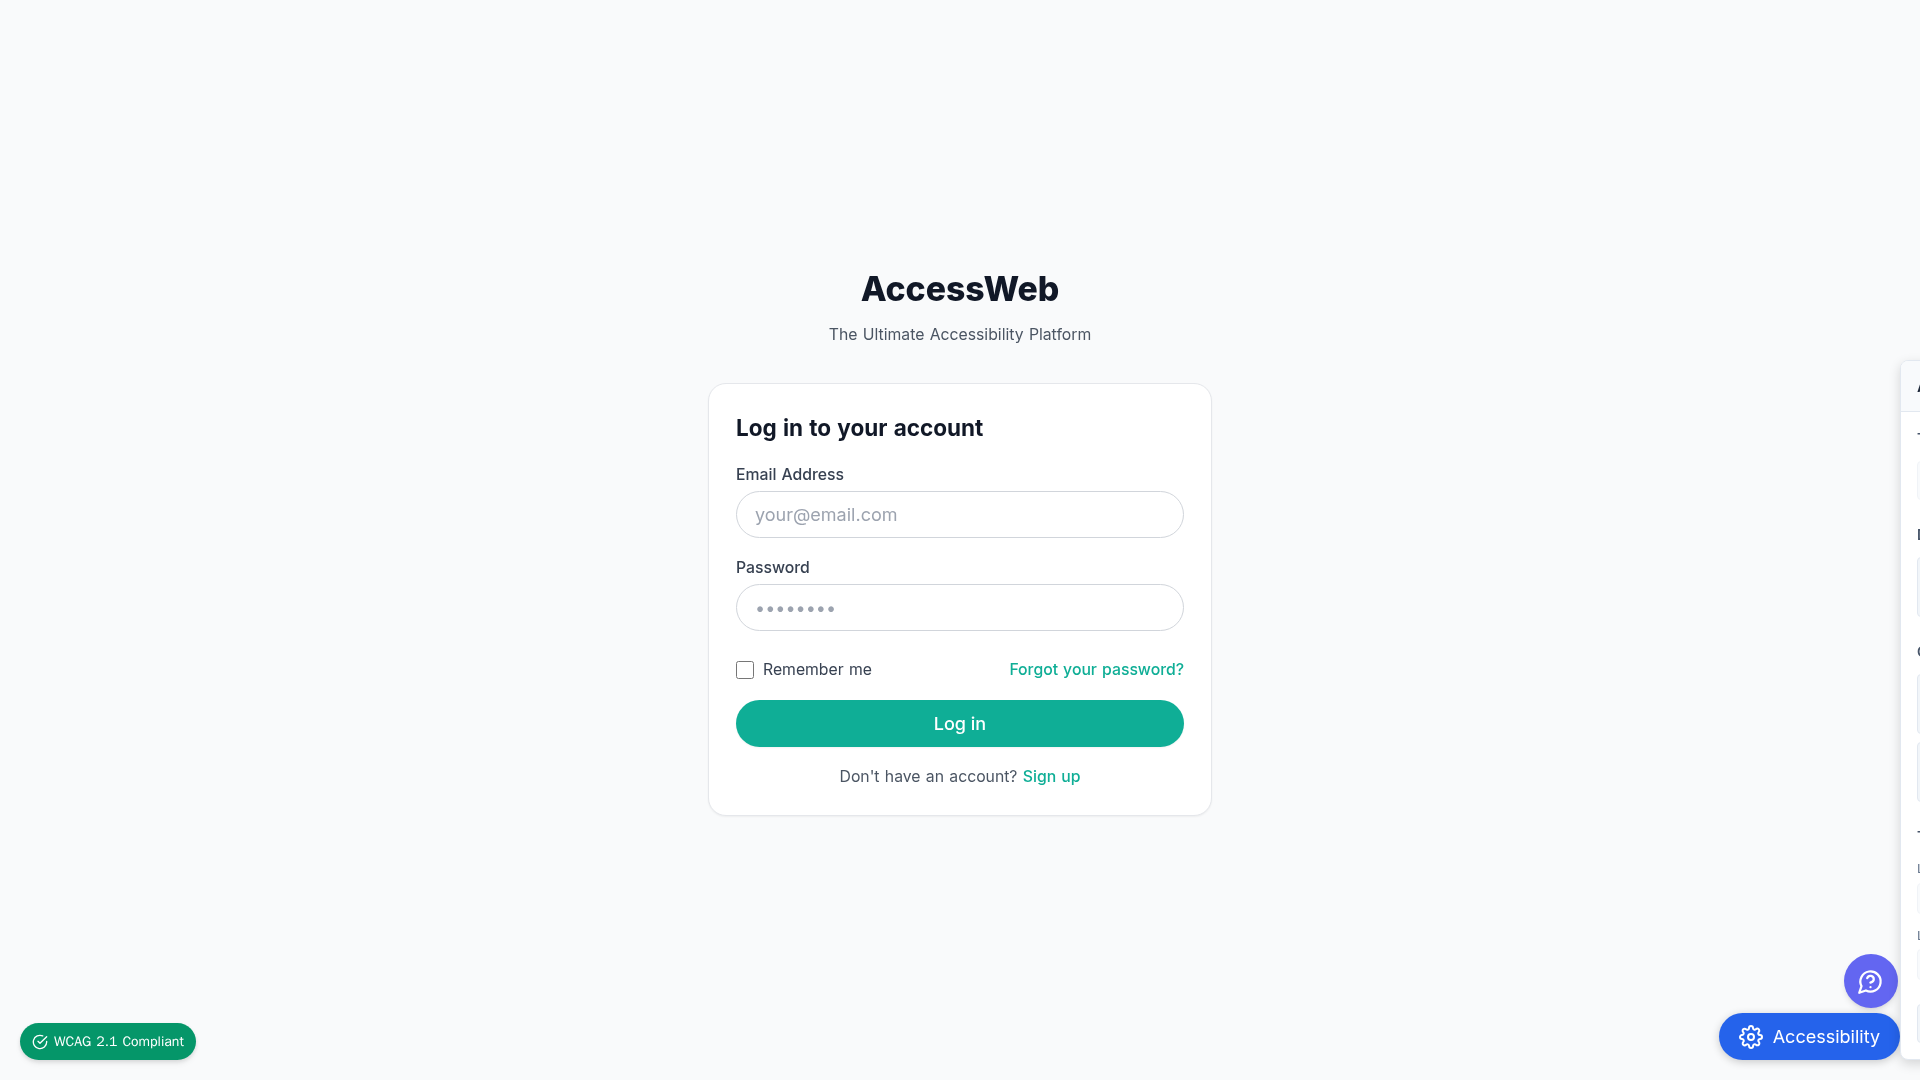 AccessWeb
The Ultimate Accessibility Platform
Log in to your account
Email Address
your@email.com
Password
••••••••
Remember me
Forgot your password?
Log in
Don't have an account? Sign up
WCAG 2.1 Compliant
Accessibility